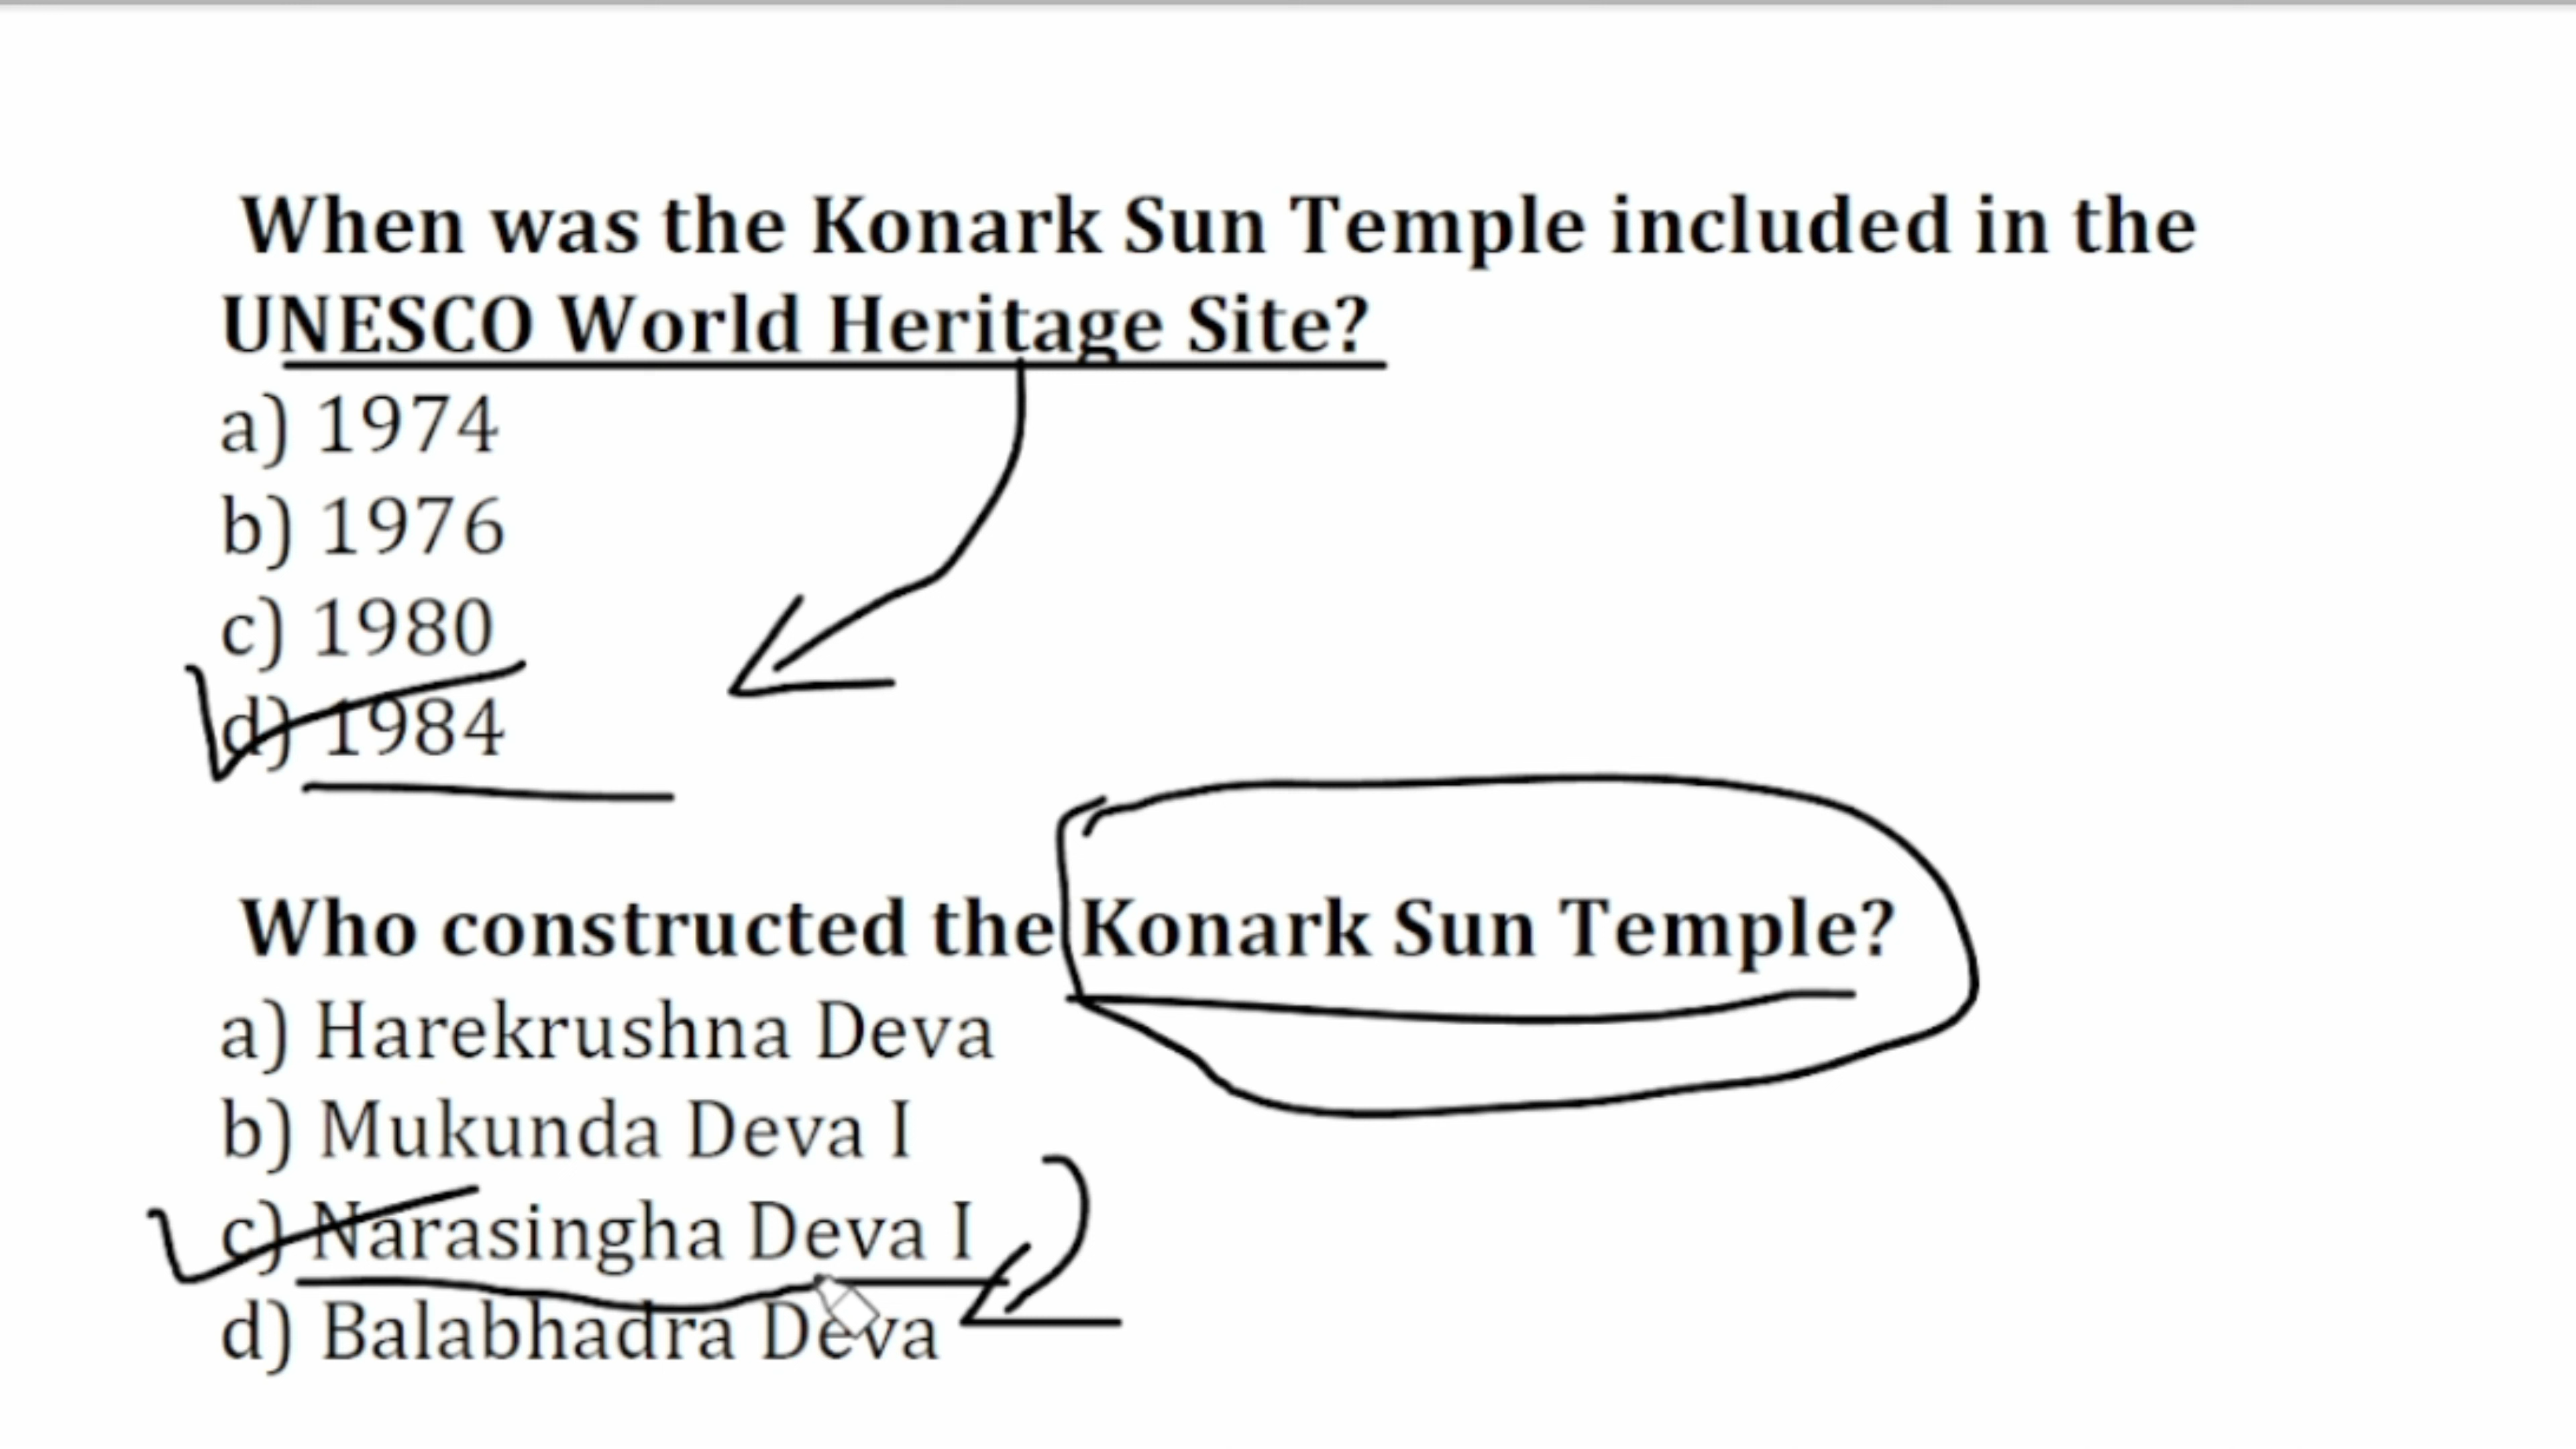 When was the Konark Sun Temple included in the
UNESCO World Heritage Site?
a) 1974
b) 1976
c) 1980
d) 1984
Who constructed the Konark Sun Temple?
a) Harekrushna Deva
b) Mukunda Deva I
c) Narasingha Deva I
d) Balabhadra Deva